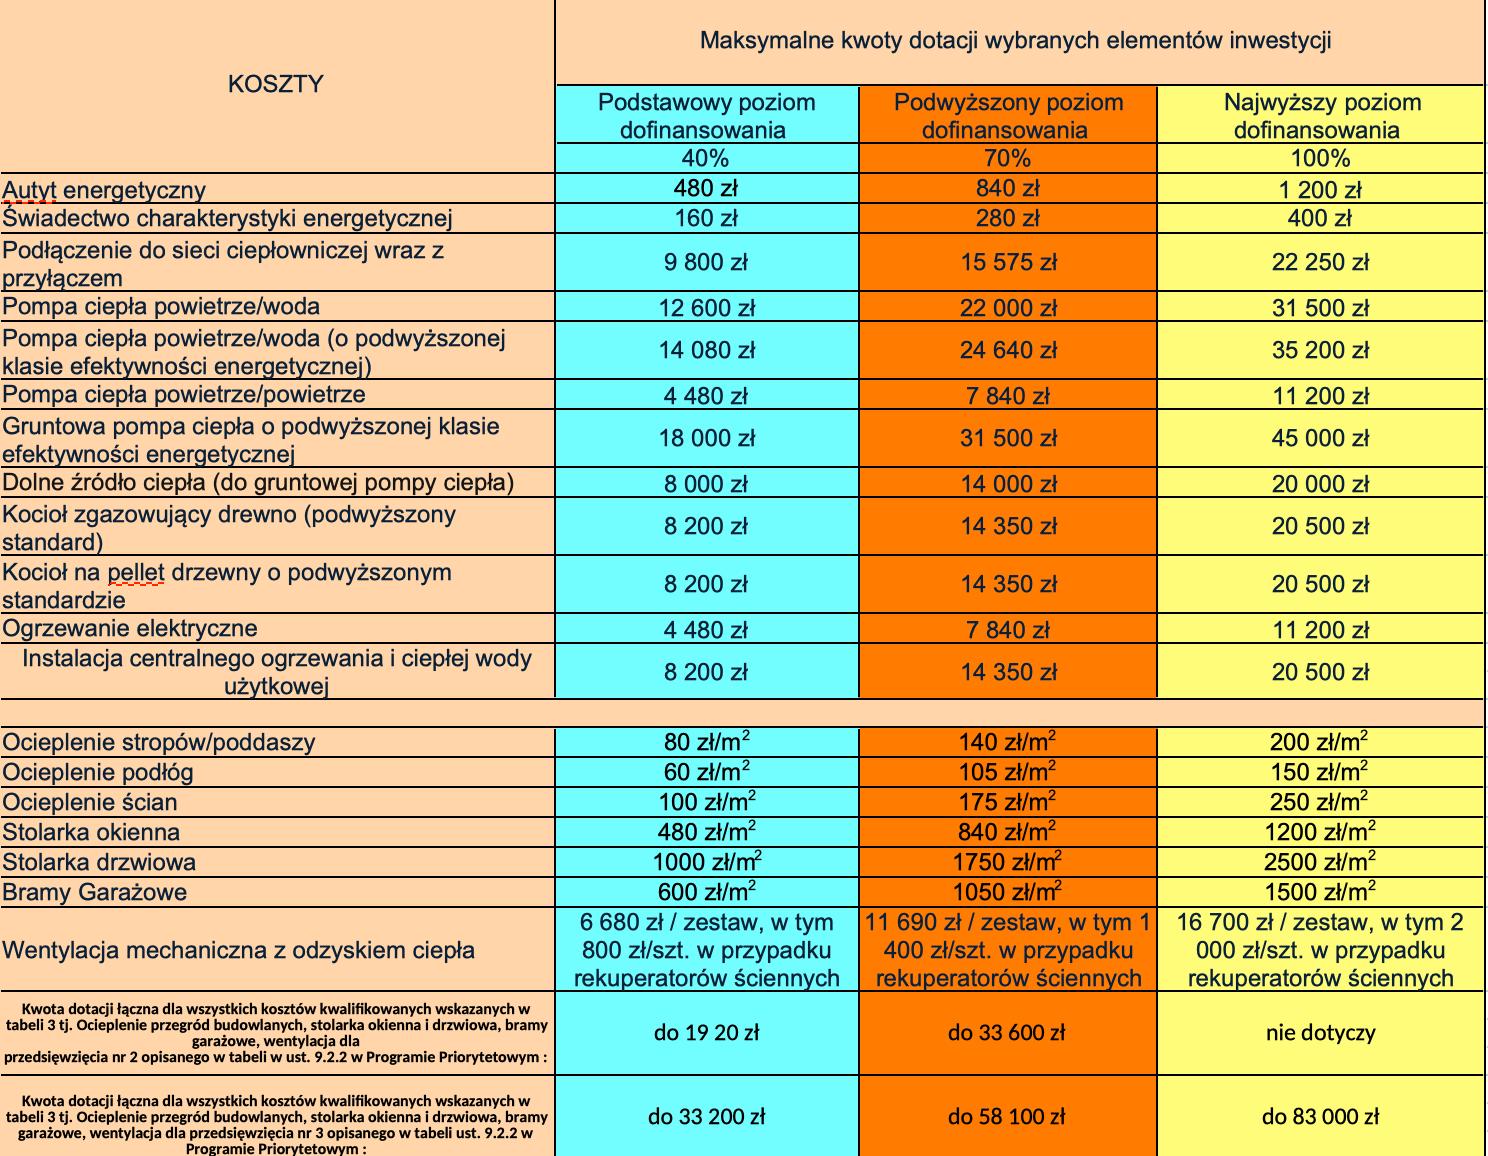 KOSZTY
Maksymalne kwoty dotacji wybranych elementów inwestycji
Podstawowy poziom
dofinansowania
Podwyższony poziom
dofinansowania
Najwyższy poziom
dofinansowania
40%
70%
100%
Autyt energetyczny
480 zł
840 zł
1 200 zł
Świadectwo charakterystyki energetycznej
160 zł
280 zł
400 zł
Podłączenie do sieci ciepłowniczej wraz z
przyłączem
9 800 zł
15 575 zł
22 250 zł
Pompa ciepła powietrze/woda
12 600 zł
22 000 zł
31 500 zł
Pompa ciepła powietrze/woda (o podwyższonej
klasie efektywności energetycznej)
14 080 zł
24 640 zł
35 200 zł
Pompa ciepła powietrze/powietrze
4 480 zł
7 840 zł
11 200 zł
Gruntowa pompa ciepła o podwyższonej klasie
efektywności energetycznej
18 000 zł
31 500 zł
45 000 zł
Dolne źródło ciepła (do gruntowej pompy ciepła)
8 000 zł
14 000 zł
20 000 zł
Kocioł zgazowujący drewno (podwyższony
standard)
8 200 zł
14 350 zł
20 500 zł
Kocioł na pellet drzewny o podwyższonym
standardzie
8 200 zł
14 350 zł
20 500 zł
Ogrzewanie elektryczne
4 480 zł
7 840 zł
11 200 zł
Instalacja centralnego ogrzewania i ciepłej wody
użytkowej
8 200 zł
14 350 zł
20 500 zł
Ocieplenie stropów/poddaszy
80 zł/m²
140 zł/m²
200 zł/m²
Ocieplenie podłóg
60 zł/m²
105 zł/m²
150 zł/m²
Ocieplenie ścian
100 zł/m²
175 zł/m²
250 zł/m²
Stolarka okienna
480 zł/m²
840 zł/m²
1200 zł/m²
Stolarka drzwiowa
1000 zł/m²
1750 zł/m²
2500 zł/m²
Bramy Garażowe
600 zł/m²
1050 zł/m²
1500 zł/m²
Wentylacja mechaniczna z odzyskiem ciepła
6 680 zł / zestaw, w tym
800 zł/szt. w przypadku
rekuperatorów ściennych
11 690 zł / zestaw, w tym 1
400 zł/szt. w przypadku
rekuperatorów ściennych
16 700 zł / zestaw, w tym 2
000 zł/szt. w przypadku
rekuperatorów ściennych
Kwota dotacji łączna dla wszystkich kosztów kwalifikowanych wskazanych w
tabeli 3 tj. Ocieplenie przegród budowlanych, stolarka okienna i drzwiowa, bramy
garażowe, wentylacja dla
przedsięwzięcia nr 2 opisanego w tabeli w ust. 9.2.2 w Programie Priorytetowym :
do 19 20 zł
do 33 600 zł
nie dotyczy
Kwota dotacji łączna dla wszystkich kosztów kwalifikowanych wskazanych w
tabeli 3 tj. Ocieplenie przegród budowlanych, stolarka okienna i drzwiowa, bramy
garażowe, wentylacja dla przedsięwzięcia nr 3 opisanego w tabeli ust. 9.2.2 w
Programie Priorytetowym :
do 33 200 zł
do 58 100 zł
do 83 000 zł